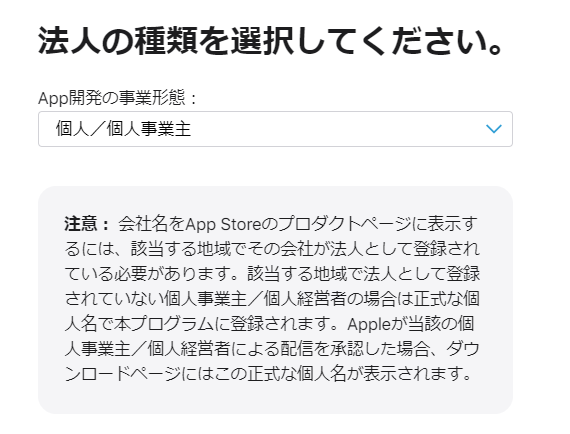 法人の種類を選択してください。
App開発の事業形態：
個人／個人事業主
注意： 会社名をApp Storeのプロダクトページに表示す
るには、該当する地域でその会社が法人として登録され
ている必要があります。該当する地域で法人として登録
されていない個人事業主／個人経営者の場合は正式な個
人名で本プログラムに登録されます。Appleが当該の個
人事業主／個人経営者による配信を承認した場合、ダウ
ンロードページにはこの正式な個人名が表示されます。